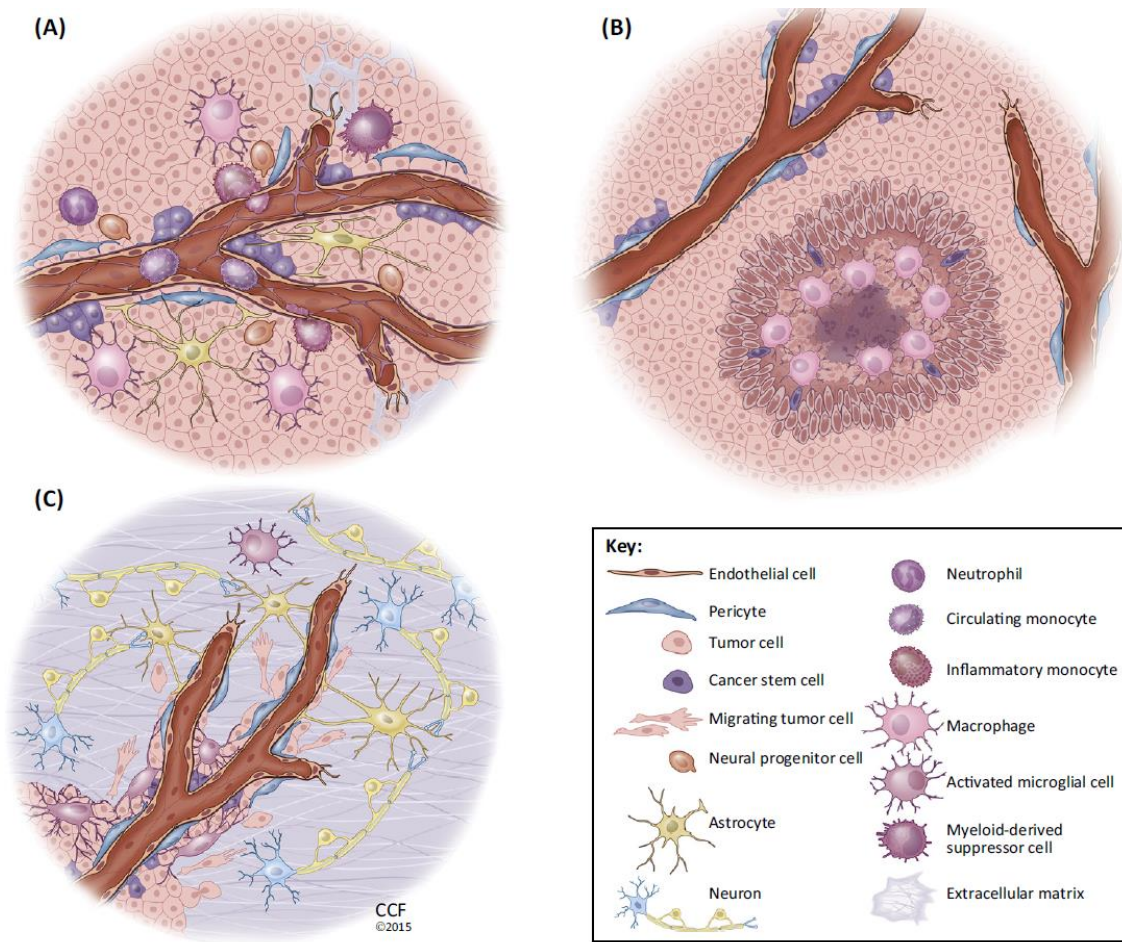 (A)
(B)
(C)
CCF
©2015
Key:
Endothelial cell
Pericyte
Tumor cell
Cancer stem cell
Migrating tumor cell
Neural progenitor cell
Astrocyte
Neuron
Neutrophil
Circulating monocyte
Inflammatory monocyte
Macrophage
Activated microglial cell
Myeloid-derived
suppressor cell
Extracellular matrix